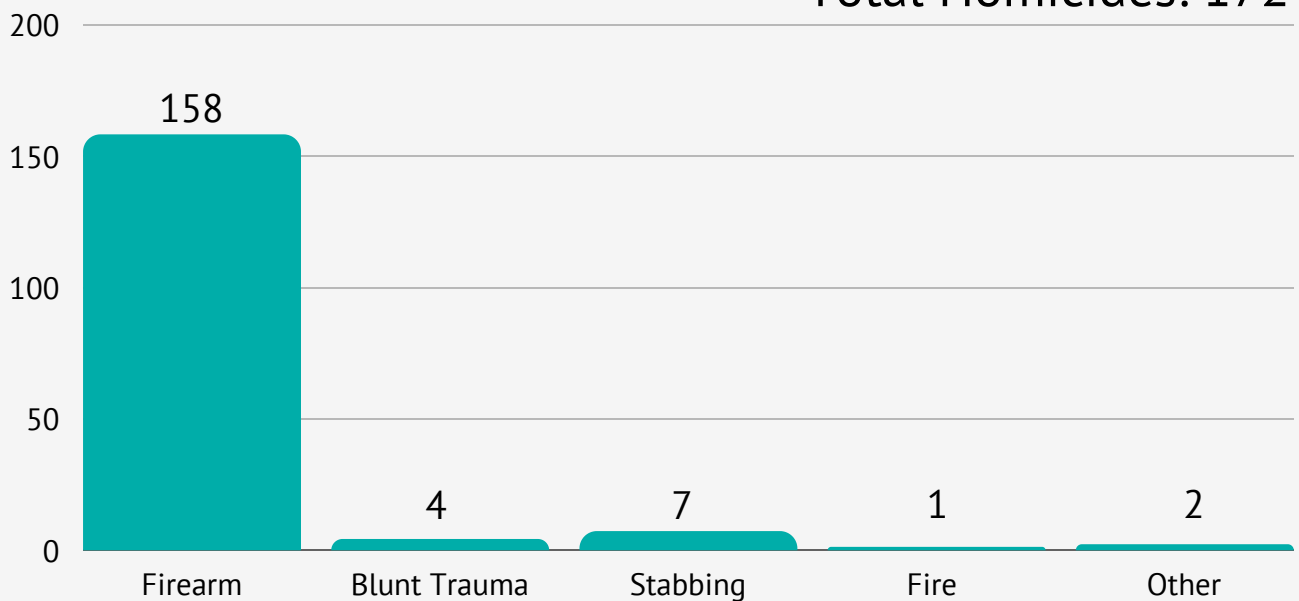 Total Homicides: 172
200
158
150
100
50
4
7
1
2
0
Firearm
Blunt Trauma
Stabbing
Fire
Other